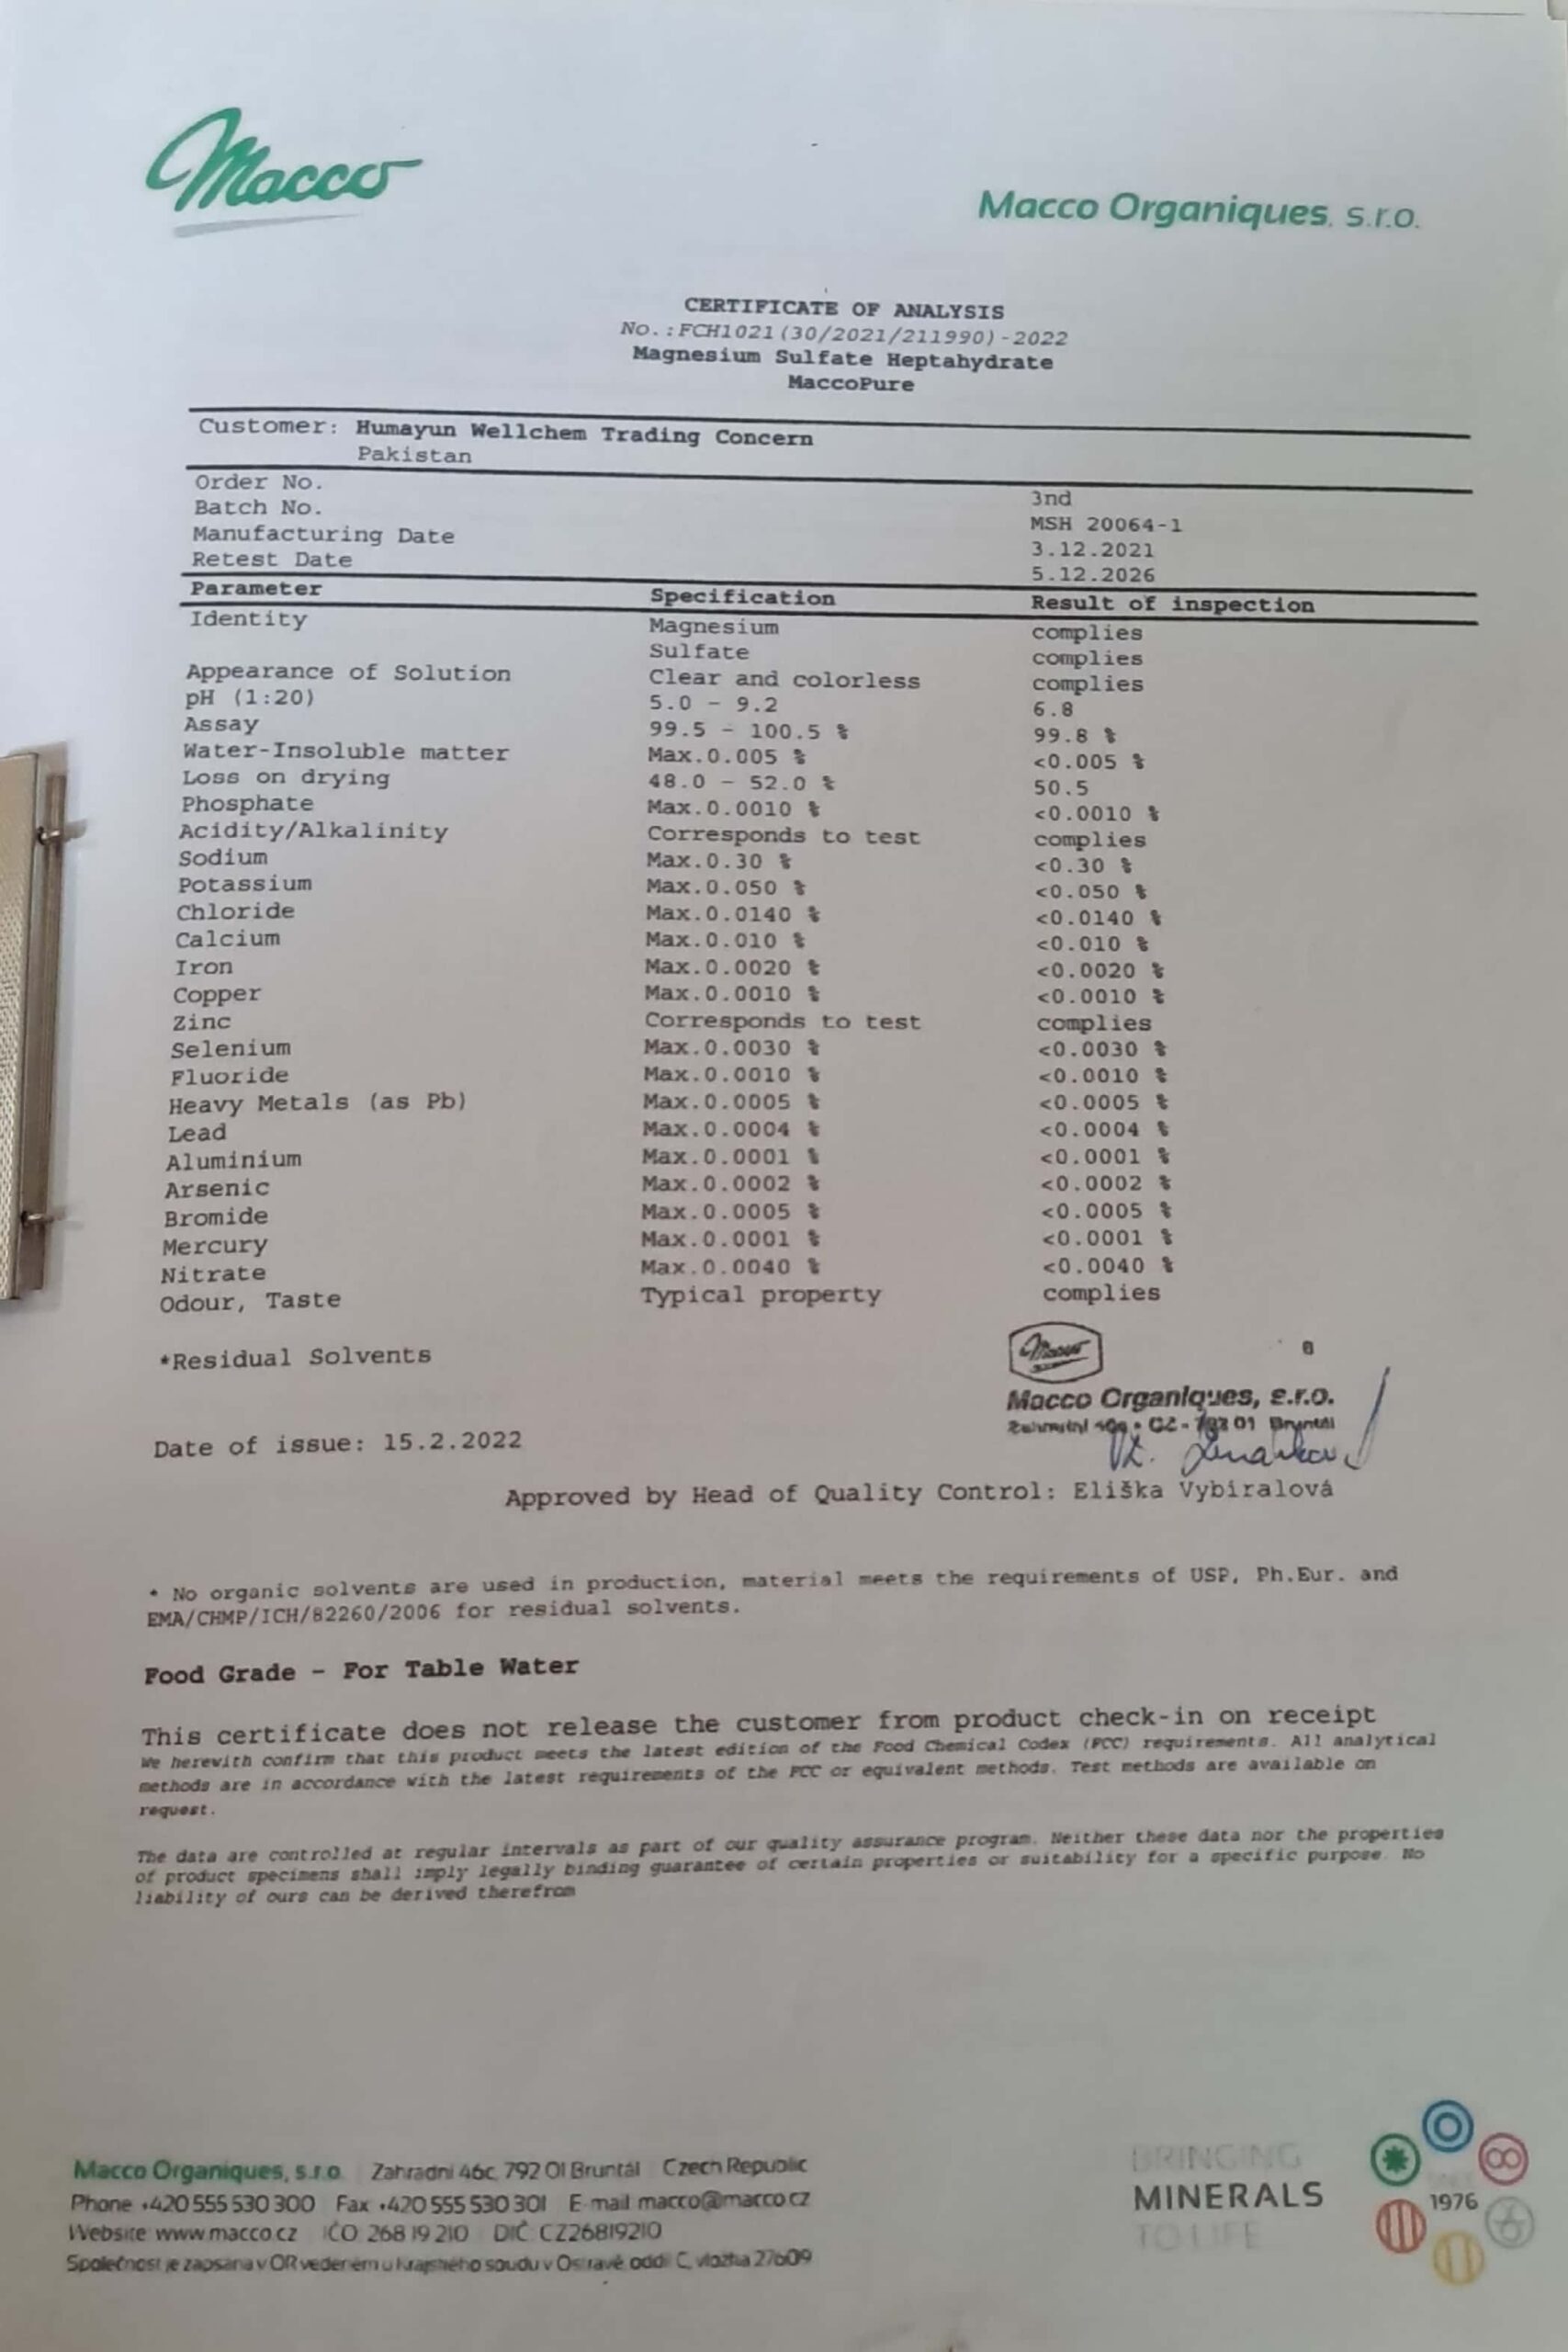 Macco
Macco Organiques, s.r.o.
CERTIFICATE OF ANALYSIS
No.:FCH1021(30/2021/211990)-2022
Magnesium Sulfate Heptahydrate
MaccoPure
Customer: Humayun Wellchem Trading Concern
Pakistan
Order No. 3nd
Batch No. MSH 20064-1
Manufacturing Date 3.12.2021
Retest Date 5.12.2026
Parameter Specification Result of inspection
Identity Magnesium complies
Sulfate complies
Appearance of Solution Clear and colorless complies
pH (1:20) 5.0 - 9.2 6.8
Assay 99.5 - 100.5 % 99.8 %
Water-Insoluble matter Max.0.005 % <0.005 %
Loss on drying 48.0 - 52.0 % 50.5
Phosphate Max.0.0010 % <0.0010 %
Acidity/Alkalinity Corresponds to test complies
Sodium Max.0.30 % <0.30 %
Potassium Max.0.050 % <0.050 %
Chloride Max.0.0140 % <0.0140 %
Calcium Max.0.010 % <0.010 %
Iron Max.0.0020 % <0.0020 %
Copper Max.0.0010 % <0.0010 %
Zinc Corresponds to test complies
Selenium Max.0.0030 % <0.0030 %
Fluoride Max.0.0010 % <0.0010 %
Heavy Metals (as Pb) Max.0.0005 % <0.0005 %
Lead Max.0.0004 % <0.0004 %
Aluminium Max.0.0001 % <0.0001 %
Arsenic Max.0.0002 % <0.0002 %
Bromide Max.0.0005 % <0.0005 %
Mercury Max.0.0001 % <0.0001 %
Nitrate Max.0.0040 % <0.0040 %
Odour, Taste Typical property complies
*Residual Solvents
Macco
Macco Organiques, s.r.o.
CZ - 792 01 Bruntál
Date of issue: 15.2.2022
Approved by Head of Quality Control: Eliška Vybiralová
* No organic solvents are used in production, material meets the requirements of USP, Ph.Eur. and
EMA/CHMP/ICH/82260/2006 for residual solvents.
Food Grade - For Table Water
This certificate does not release the customer from product check-in on receipt
We herewith confirm that this product meets the latest edition of the Food Chemical Codex (FCC) requirements. All analytical
methods are in accordance with the latest requirements of the FCC or equivalent methods. Test methods are available on
request.
The data are controlled at regular intervals as part of our quality assurance program. Neither these data nor the properties
of product specimens shall imply legally binding guarantee of certain properties or suitability for a specific purpose. No
liability of ours can be derived therefrom
Macco Organiques, s.r.o. Zahradní 46c, 792 01 Bruntál Czech Republic
Phone +420 555 530 300 Fax +420 555 530 301 E-mail macco@macco.cz
Website: www.macco.cz IČO: 268 19 210 DIČ: CZ26819210
Společnost je zapsána v OR vedeném u Krajského soudu v Ostravě, oddíl C, vložka 27609
BRINGING
MINERALS
TO LIFE
SINCE
1976